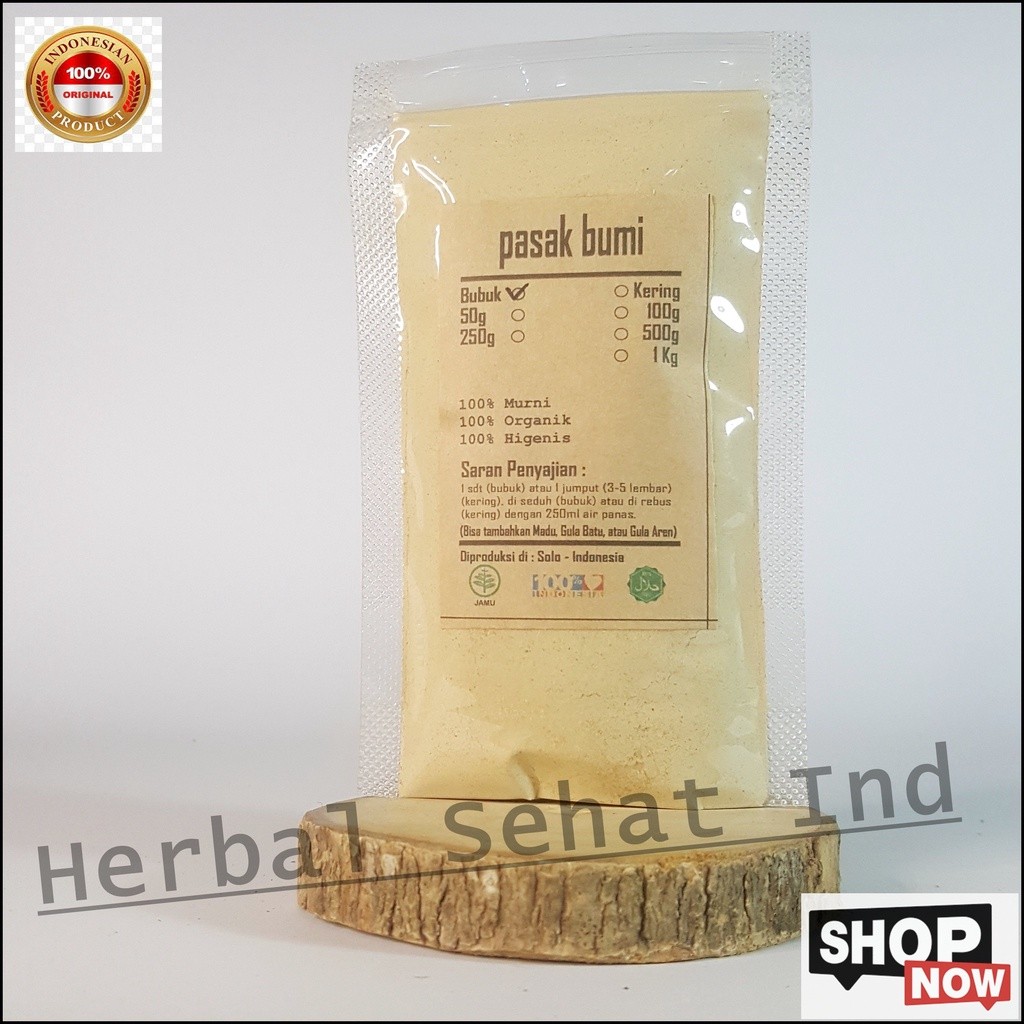 INDONESIAN
100%
ORIGINAL
PRODUCT
pasak bumi
Bubuk
Kering
50g
100g
250g
500g
1 Kg
100% Murni
100% Organik
100% Higenis
Saran Penyajian :
1 sdt (bubuk) atau 1 jumput (3-5 lembar)
(kering), di seduh (bubuk) atau di rebus
(kering) dengan 250ml air panas.
(Bisa tambahkan Madu, Gula Batu, atau Gula Aren)
Diproduksi di : Solo - Indonesia
JAMU
100%
INDONESIA
حلال
Herbal Sehat Ind
SHOP
NOW